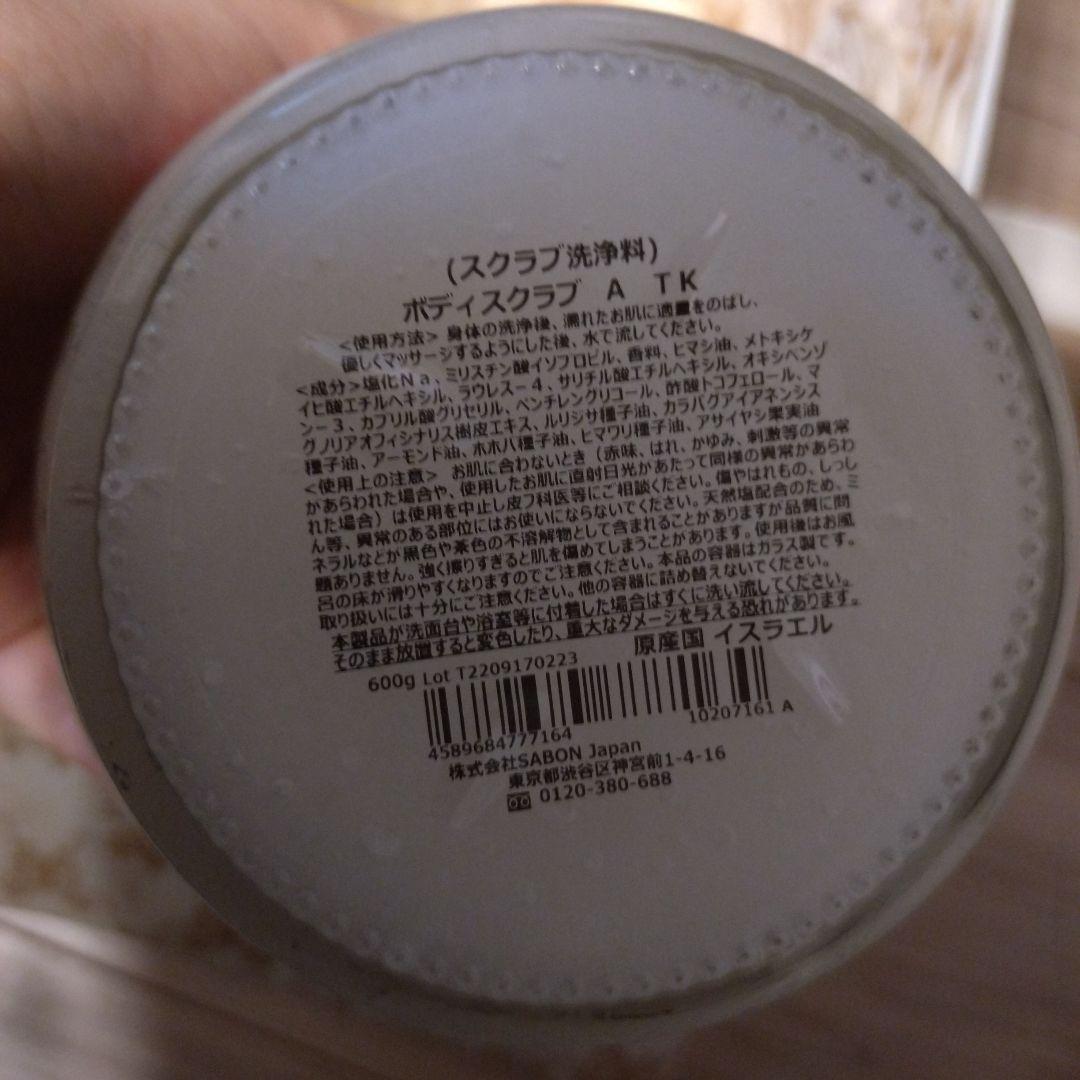 (スクラブ洗浄料)
ボディスクラブ A TK
<使用方法> 身体の洗浄後、濡れたお肌に適量をのばし、
優しくマッサージするようにした後、水で流してください。
<成分>塩化Na、ミリスチン酸イソプロピル、香料、ヒマシ油、メトキシケ
イヒ酸エチルヘキシル、ラウレス-4、サリチル酸エチルヘキシル、オキシベンゾ
ン-3、カプリル酸グリセリル、ペンチレングリコール、酢酸トコフェロール、マ
グノリアオフィシナリス樹皮エキス、ルリジサ種子油、カラパグアイアネンシス
種子油、アーモンド油、ホホバ種子油、ヒマワリ種子油、アサイヤシ果実油
<使用上の注意> お肌に合わないとき(赤味、はれ、かゆみ、刺激等の異常
があらわれた場合や、使用したお肌に直射日光があたって同様の異常があらわ
れた場合)は使用を中止し皮フ科医等にご相談ください。傷やはれもの、しっし
ん等、異常のある部位にはお使いにならないでください。天然塩配合のため、ミ
ネラルなどが黒色や茶色の不溶解物として含まれることがありますが品質に問
題ありません。強く擦りすぎると肌を傷めてしまうことがあります。使用後はお風
呂の床が滑りやすくなりますのでご注意ください。本品の容器はガラス製です。
取り扱いには十分にご注意ください。他の容器に詰め替えないでください。
本製品が洗面台や浴室等に付着した場合はすぐに洗い流してください。
そのまま放置すると変色したり、重大なダメージを与える恐れがあります。
原産国 イスラエル
600g Lot T2209170223
4589684777164
10207161 A
株式会社SABON Japan
東京都渋谷区神宮前1-4-16
0120-380-688